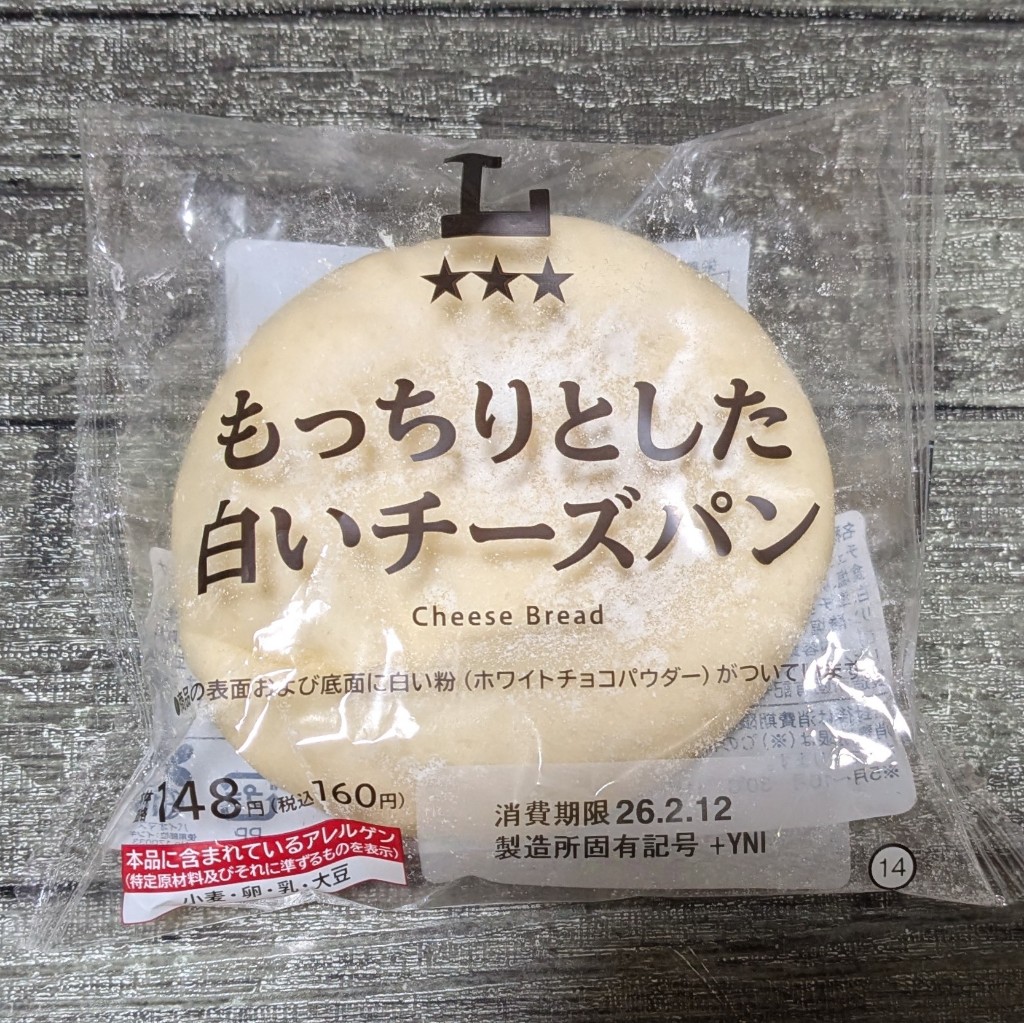 L
★★★
もっちりとした
白いチーズパン
Cheese Bread
●商品の表面および底面に白い粉(ホワイトチョコパウダー)がついています。
価格148円(税込160円)
消費期限 26.2.12
製造所固有記号 +YNI
本品に含まれているアレルゲン
(特定原材料及びそれに準ずるものを表示)
小麦・卵・乳・大豆
14